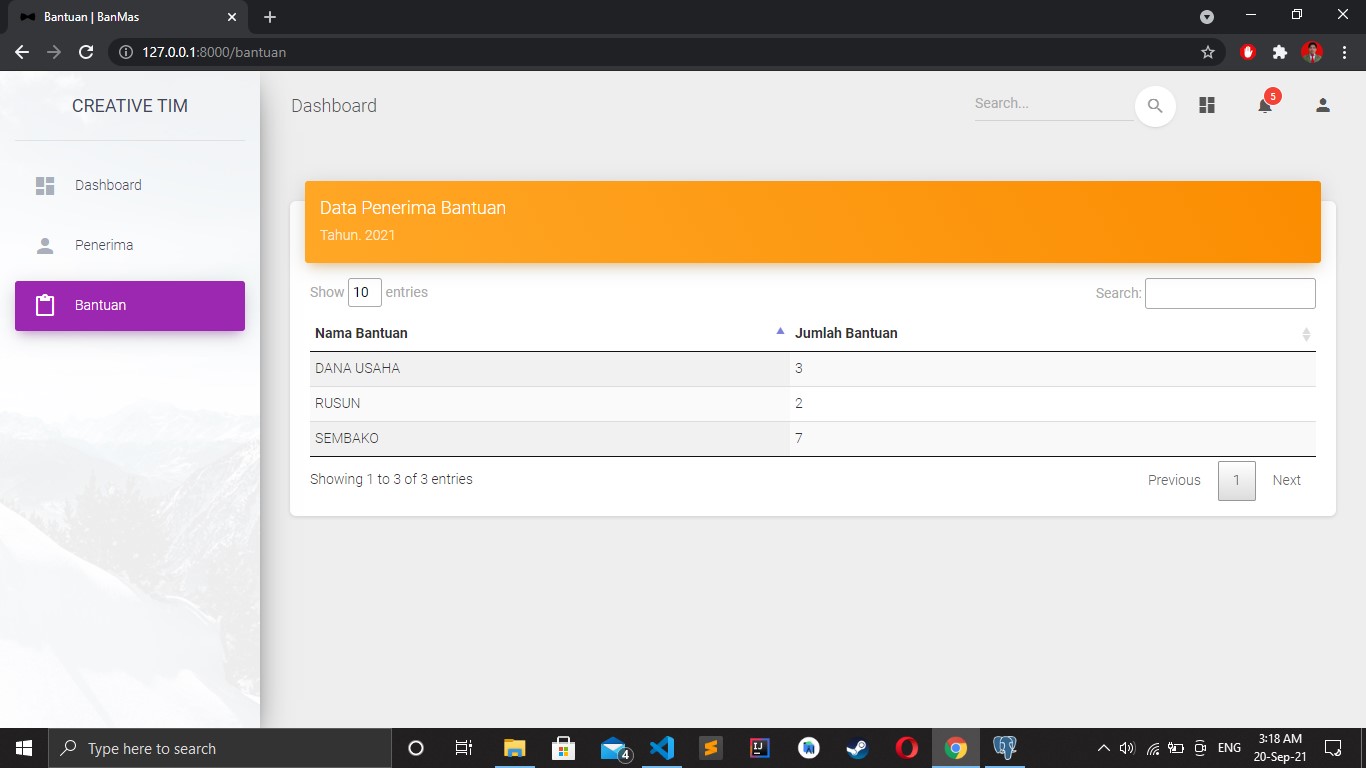 Bantuan | BanMas
127.0.0.1:8000/bantuan
CREATIVE TIM
Dashboard
Search...
5
Dashboard
Penerima
Bantuan
Data Penerima Bantuan
Tahun. 2021
Show 10 entries
Search:
Nama Bantuan Jumlah Bantuan
DANA USAHA 3
RUSUN 2
SEMBAKO 7
Showing 1 to 3 of 3 entries
Previous 1 Next
Type here to search
4
IJ
ENG
3:18 AM
20-Sep-21